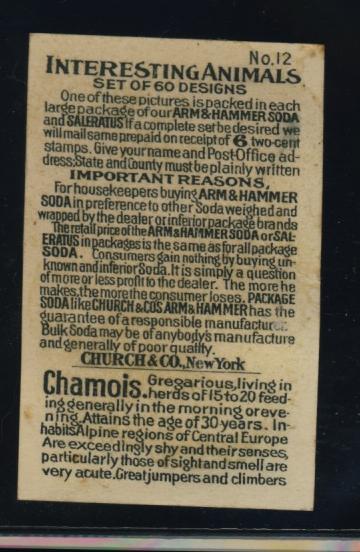 No.12
INTERESTING ANIMALS
SET OF 60 DESIGNS
One of these pictures is packed in each
large package of our ARM & HAMMER SODA
and SALERATUS If a complete set be desired we
will mail same prepaid on receipt of 6 two-cent
stamps. Give your name and Post-Office ad-
dress; State and County must be plainly written
IMPORTANT REASONS,
For housekeepers buying ARM & HAMMER
SODA in preference to other Soda weighed and
wrapped by the dealer or inferior package brands
The retail price of the ARM & HAMMER SODA or SAL-
ERATUS in packages is the same as for all package
SODA. Consumers gain nothing by buying un-
known and inferior Soda. It is simply a question
of more or less profit to the dealer. The more he
makes, the more the consumer loses. PACKAGE
SODA like CHURCH & COS ARM & HAMMER has the
guarantee of a responsible manufacturer.
Bulk Soda may be of anybody's manufacture
and generally of poor quality.
CHURCH & CO., New York
Chamois. Gregarious, living in
herds of 15 to 20 feed-
ing generally in the morning or eve-
ning. Attains the age of 30 years. In-
habits Alpine regions of Central Europe
Are exceedingly shy and their senses,
particularly those of sight and smell are
very acute. Great jumpers and climbers